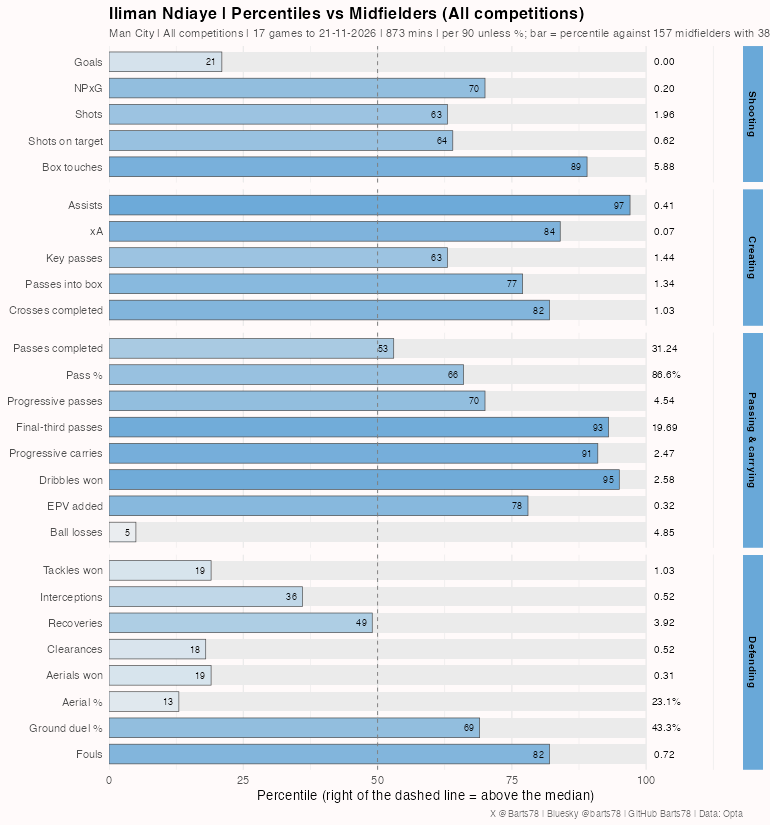 Iliman Ndiaye | Percentiles vs Midfielders (All competitions)
Man City | All competitions | 17 games to 21-11-2026 | 873 mins | per 90 unless %; bar = percentile against 157 midfielders with 38
Shooting
Goals 21 0.00
NPxG 70 0.20
Shots 63 1.96
Shots on target 64 0.62
Box touches 89 5.88
Creating
Assists 97 0.41
xA 84 0.07
Key passes 63 1.44
Passes into box 77 1.34
Crosses completed 82 1.03
Passing & carrying
Passes completed 53 31.24
Pass % 66 86.6%
Progressive passes 70 4.54
Final-third passes 93 19.69
Progressive carries 91 2.47
Dribbles won 95 2.58
EPV added 78 0.32
Ball losses 5 4.85
Defending
Tackles won 19 1.03
Interceptions 36 0.52
Recoveries 49 3.92
Clearances 18 0.52
Aerials won 19 0.31
Aerial % 13 23.1%
Ground duel % 69 43.3%
Fouls 82 0.72
0 25 50 75 100
Percentile (right of the dashed line = above the median)
X @Barts78 | Bluesky @barts78 | GitHub Barts78 | Data: Opta